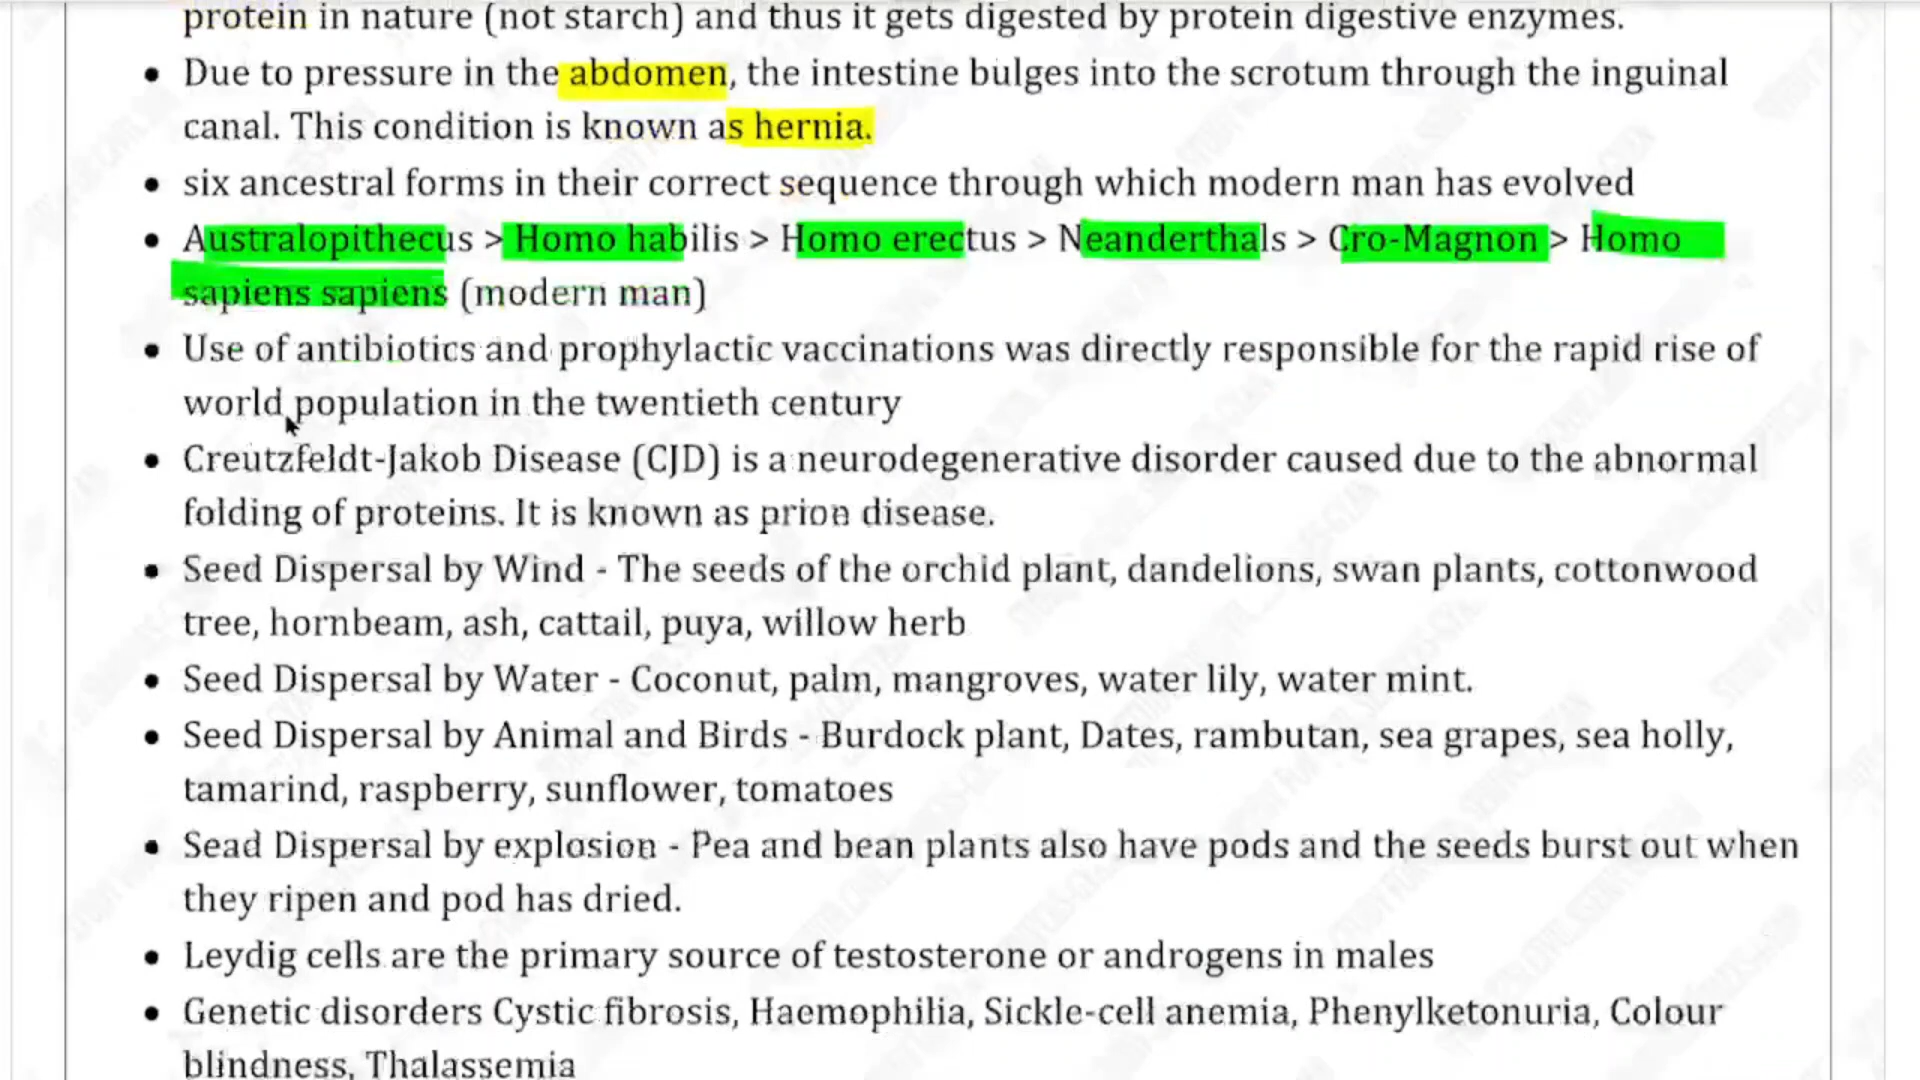 protein in nature (not starch) and thus it gets digested by protein digestive enzymes.
• Due to pressure in the abdomen, the intestine bulges into the scrotum through the inguinal
canal. This condition is known as hernia.
• six ancestral forms in their correct sequence through which modern man has evolved
• Australopithecus > Homo habilis > Homo erectus > Neanderthals > Cro-Magnon > Homo
sapiens sapiens (modern man)
• Use of antibiotics and prophylactic vaccinations was directly responsible for the rapid rise of
world population in the twentieth century
• Creutzfeldt-Jakob Disease (CJD) is a neurodegenerative disorder caused due to the abnormal
folding of proteins. It is known as prion disease.
• Seed Dispersal by Wind - The seeds of the orchid plant, dandelions, swan plants, cottonwood
tree, hornbeam, ash, cattail, puya, willow herb
• Seed Dispersal by Water - Coconut, palm, mangroves, water lily, water mint.
• Seed Dispersal by Animal and Birds - Burdock plant, Dates, rambutan, sea grapes, sea holly,
tamarind, raspberry, sunflower, tomatoes
• Sead Dispersal by explosion - Pea and bean plants also have pods and the seeds burst out when
they ripen and pod has dried.
• Leydig cells are the primary source of testosterone or androgens in males
• Genetic disorders Cystic fibrosis, Haemophilia, Sickle-cell anemia, Phenylketonuria, Colour
blindness, Thalassemia